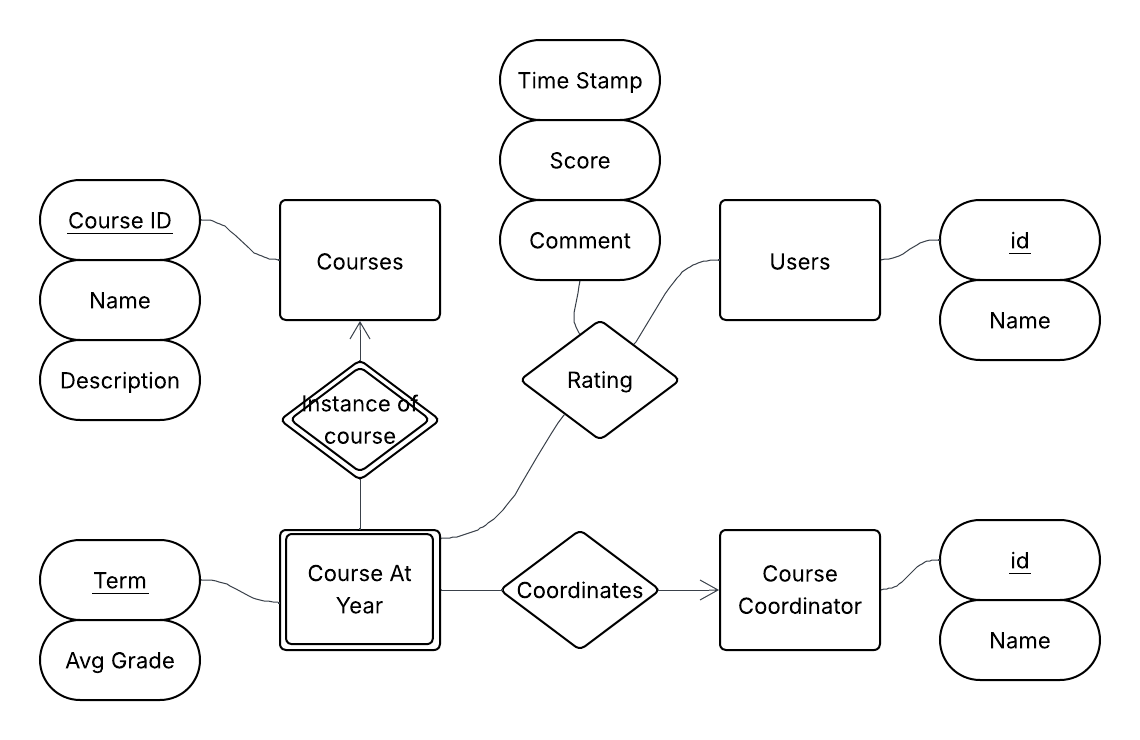 Time Stamp
Score
Comment
Course ID
Name
Description
Courses
Users
id
Name
Instance of
course
Rating
Term
Avg Grade
Course At
Year
Coordinates
Course
Coordinator
id
Name